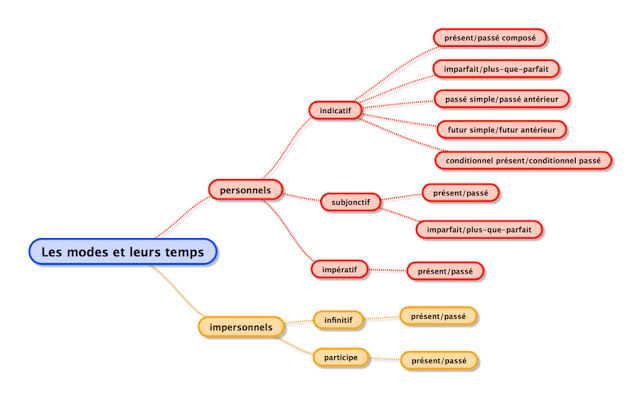 Les modes et leurs temps
personnels
indicatif
présent/passé composé
imparfait/plus-que-parfait
passé simple/passé antérieur
futur simple/futur antérieur
conditionnel présent/conditionnel passé
subjonctif
présent/passé
imparfait/plus-que-parfait
impératif
présent/passé
impersonnels
infinitif
présent/passé
participe
présent/passé